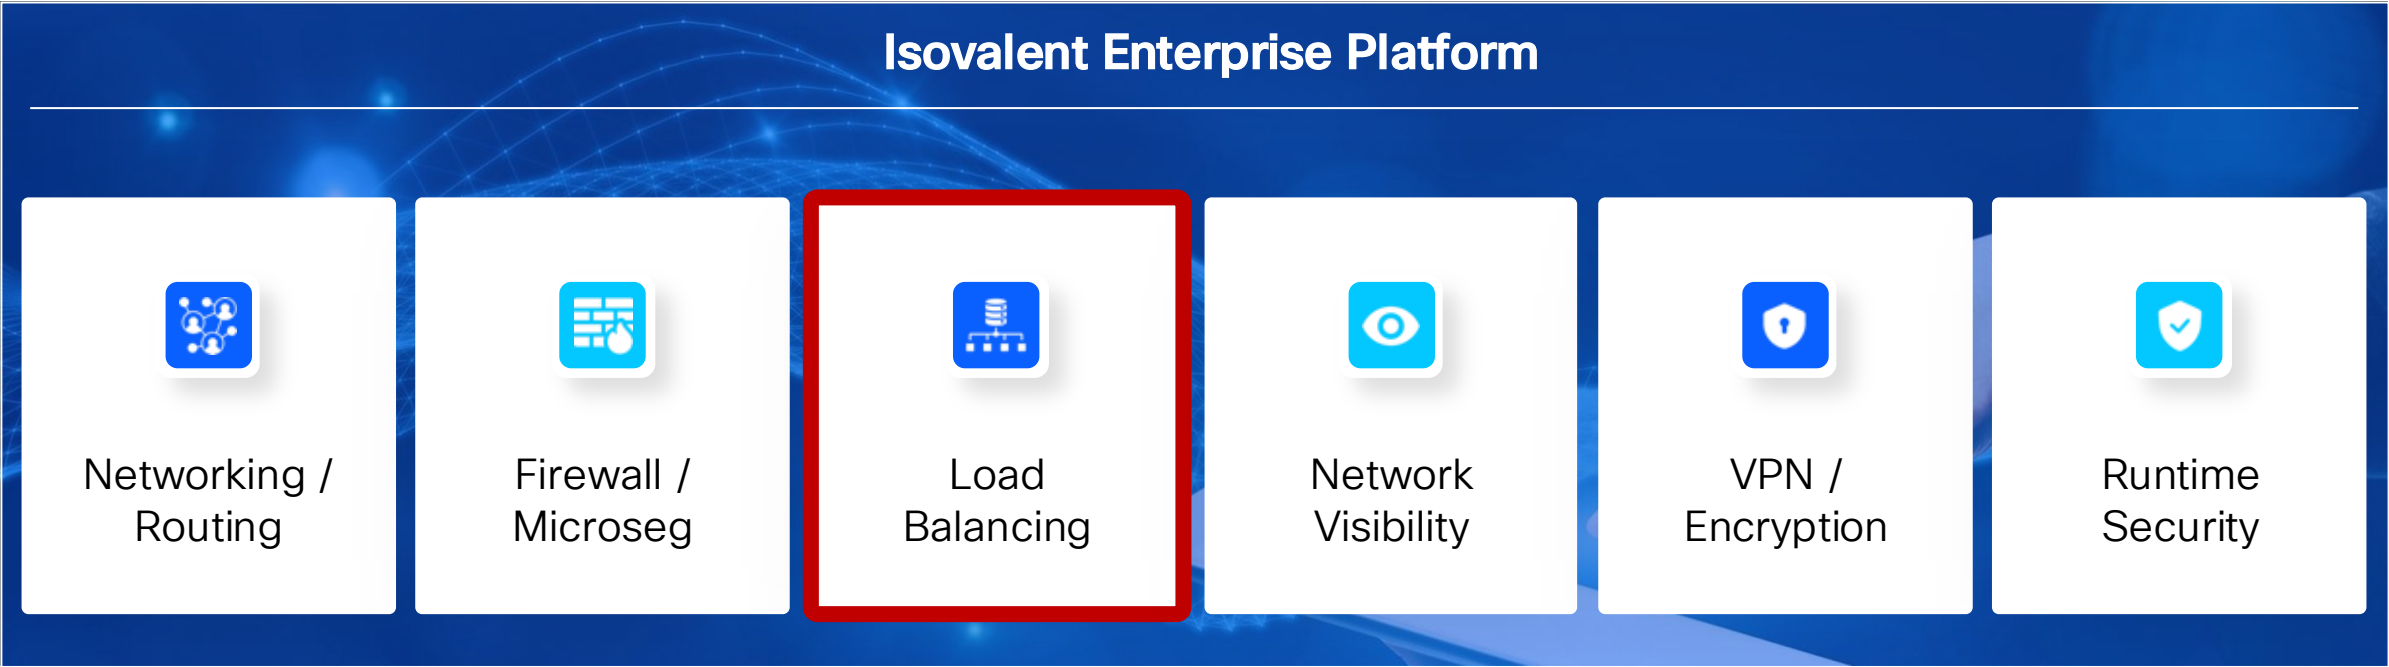 Isovalent Enterprise Platform
Networking /
Routing
Firewall /
Microseg
Load
Balancing
Network
Visibility
VPN /
Encryption
Runtime
Security